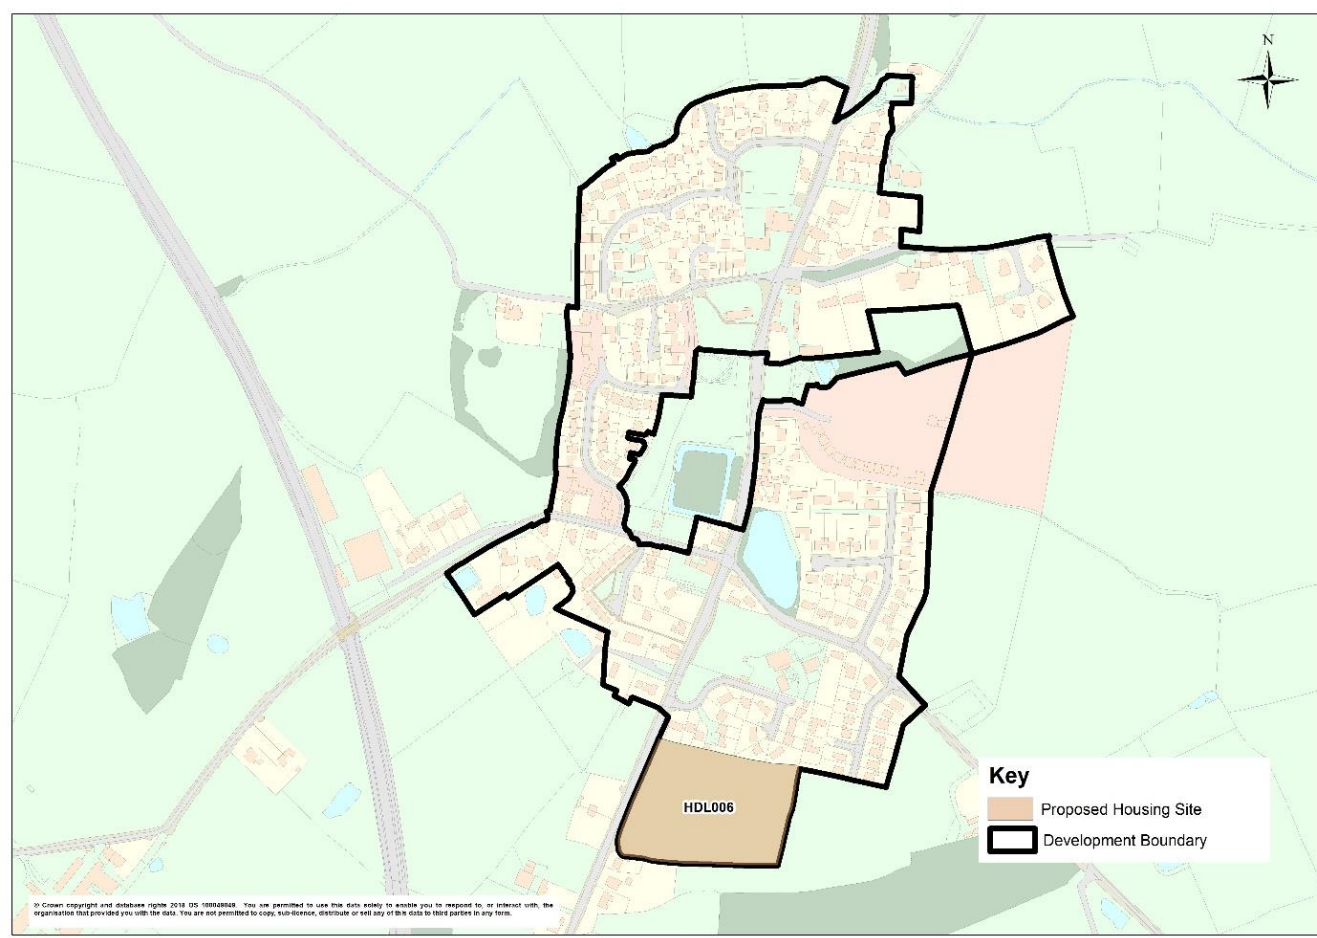 N
HDL006
Key
Proposed Housing Site
Development Boundary
© Crown copyright and database rights 2018 OS 100049049. You are permitted to use this data solely to enable you to respond to, or interact with, the
organisation that provided you with the data. You are not permitted to copy, sub-licence, distribute or sell any of this data to third parties in any form.